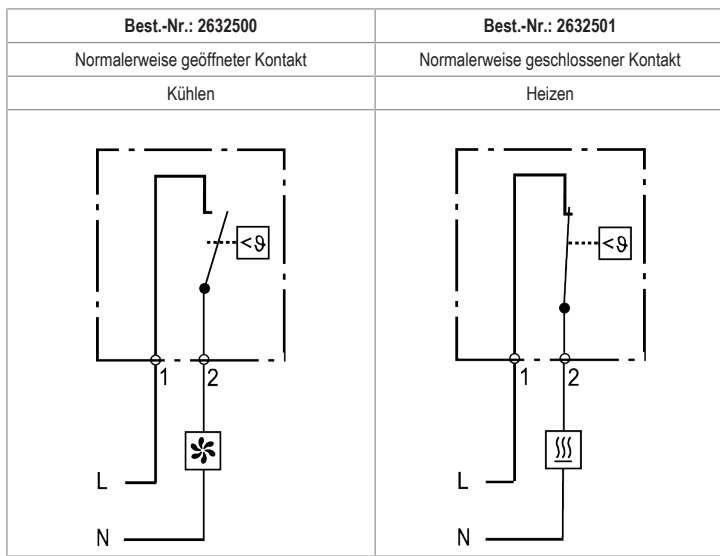 Best.-Nr.: 2632500
Best.-Nr.: 2632501
Normalerweise geöffneter Kontakt
Normalerweise geschlossener Kontakt
Kühlen
Heizen
<ϑ
1
2
L
N
<ϑ
1
2
L
N